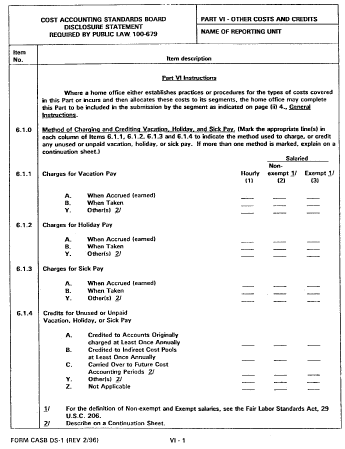 COST ACCOUNTING STANDARDS BOARD
DISCLOSURE STATEMENT
REQUIRED BY PUBLIC LAW 100-679
PART VI - OTHER COSTS AND CREDITS
NAME OF REPORTING UNIT
Item
No.
Item description
Part VI Instructions
Where a home office either establishes practices or procedures for the types of costs covered
in this Part or incurs and then allocates these costs to its segments, the home office may complete
this Part to be included in the submission by the segment as indicated on page (i) 4., General
Instructions.
6.1.0 Method of Charging and Crediting Vacation, Holiday, and Sick Pay. (Mark the appropriate line(s) in
each column of Items 6.1.1, 6.1.2, 6.1.3 and 6.1.4 to indicate the method used to charge, or credit
any unused or unpaid vacation, holiday, or sick pay. If more than one method is marked, explain on a
continuation sheet.)
Salaried
Non-
6.1.1 Charges for Vacation Pay Hourly exempt 1/ Exempt 1/
(1) (2) (3)
A. When Accrued (earned)
B. When Taken
Y. Other(s) 2/
6.1.2 Charges for Holiday Pay
A. When Accrued (earned)
B. When Taken
Y. Other(s) 2/
6.1.3 Charges for Sick Pay
A. When Accrued (earned)
B. When Taken
Y. Other(s) 2/
6.1.4 Credits for Unused or Unpaid
Vacation, Holiday, or Sick Pay
A. Credited to Accounts Originally
charged at Least Once Annually
B. Credited to Indirect Cost Pools
at Least Once Annually
C. Carried Over to Future Cost
Accounting Periods 2/
Y. Other(s) 2/
Z. Not Applicable
1/ For the definition of Non-exempt and Exempt salaries, see the Fair Labor Standards Act, 29
U.S.C. 206.
2/ Describe on a Continuation Sheet.
FORM CASB DS-1 (REV 2/96) VI - 1